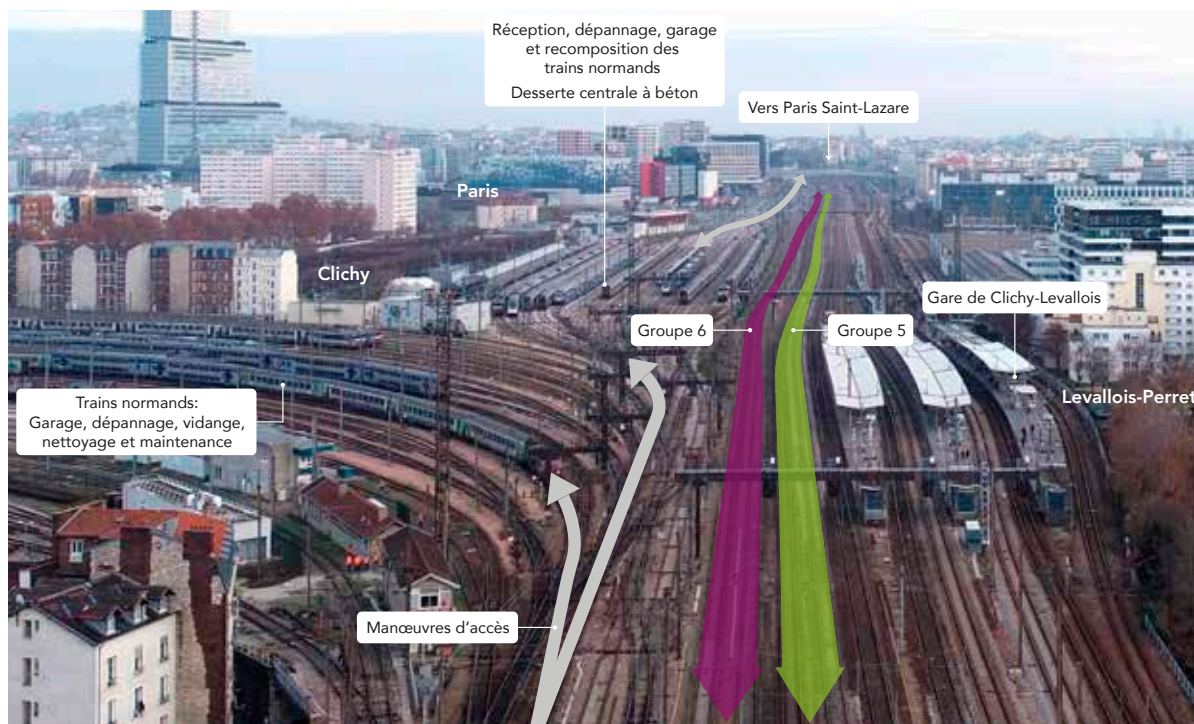 Réception, dépannage, garage
et recomposition des
trains normands
Desserte centrale à béton
Vers Paris Saint-Lazare
Paris
Clichy
Gare de Clichy-Levallois
Groupe 6
Groupe 5
Levallois-Perret
Trains normands:
Garage, dépannage, vidange,
nettoyage et maintenance
Manœuvres d'accès